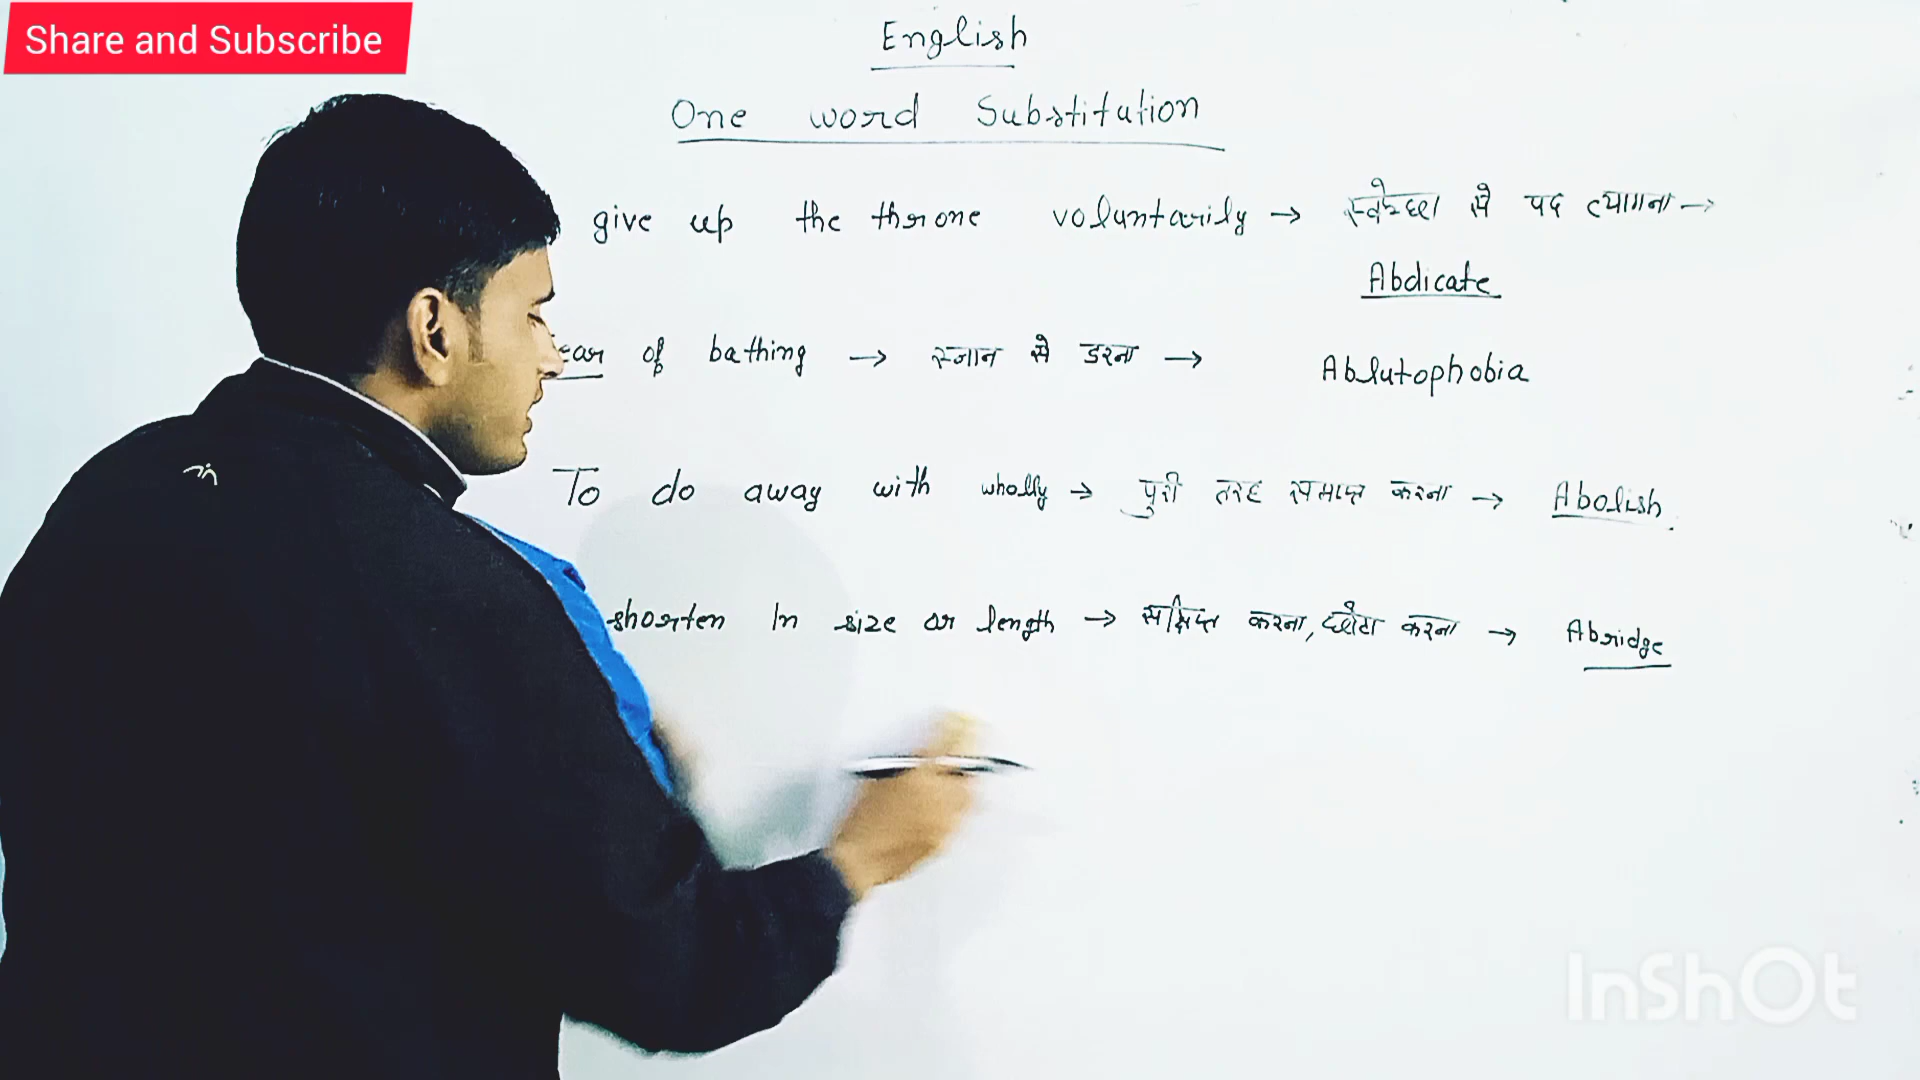 Share and Subscribe
English
One word Substitution
give up the throne voluntarily → स्वेच्छा से पद त्यागना →
Abdicate
ear of bathing → स्नान से डरना → Ablutophobia
To do away with wholly → पुरी तरह समाप्त करना → Abolish
shorten In size or length → सक्षिप्त करना, छोटा करना → Abridge
InShOt